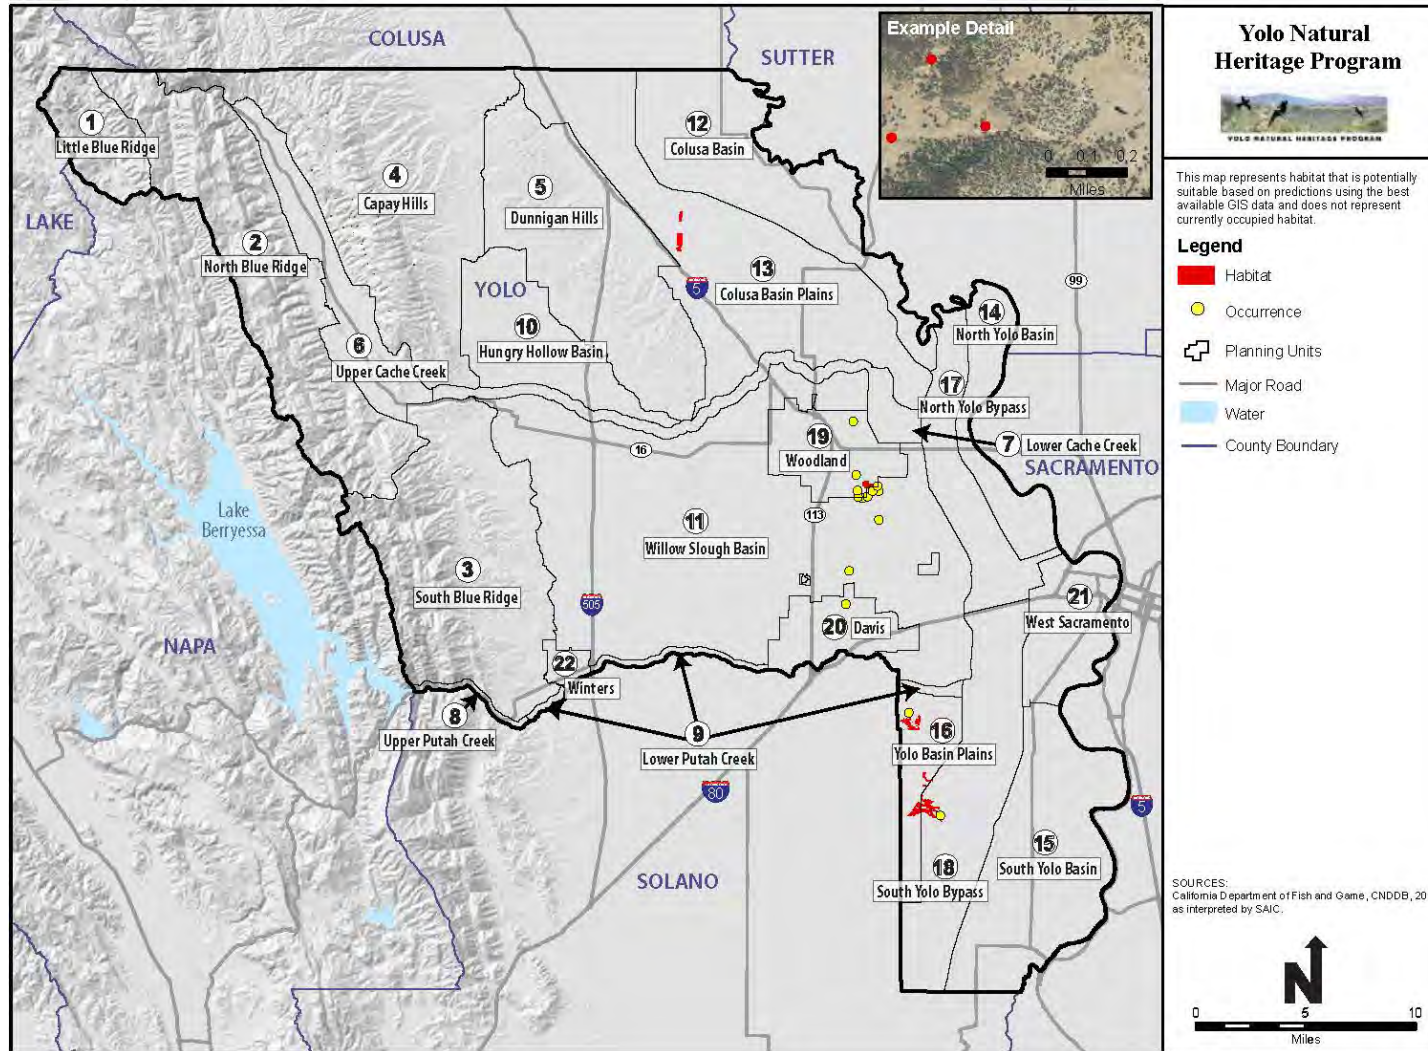 COLUSA
SUTTER
LAKE
YOLO
NAPA
SOLANO
SACRAMENTO
Example Detail
0 0.1 0.2
Miles
1
Little Blue Ridge
2
North Blue Ridge
3
South Blue Ridge
4
Capay Hills
5
Dunnigan Hills
6
Upper Cache Creek
7
Lower Cache Creek
8
Upper Putah Creek
9
Lower Putah Creek
10
Hungry Hollow Basin
11
Willow Slough Basin
12
Colusa Basin
13
Colusa Basin Plains
14
North Yolo Basin
15
South Yolo Basin
16
Yolo Basin Plains
17
North Yolo Bypass
18
South Yolo Bypass
19
Woodland
20 Davis
21
West Sacramento
22
Winters
Lake
Berryessa
5
99
16
113
505
80
5
Yolo Natural
Heritage Program
YOLO NATURAL HERITAGE PROGRAM
This map represents habitat that is potentially
suitable based on predictions using the best
available GIS data and does not represent
currently occupied habitat.
Legend
Habitat
Occurrence
Planning Units
Major Road
Water
County Boundary
SOURCES:
California Department of Fish and Game, CNDDB, 20
as interpreted by SAIC.
N
0 5 10
Miles